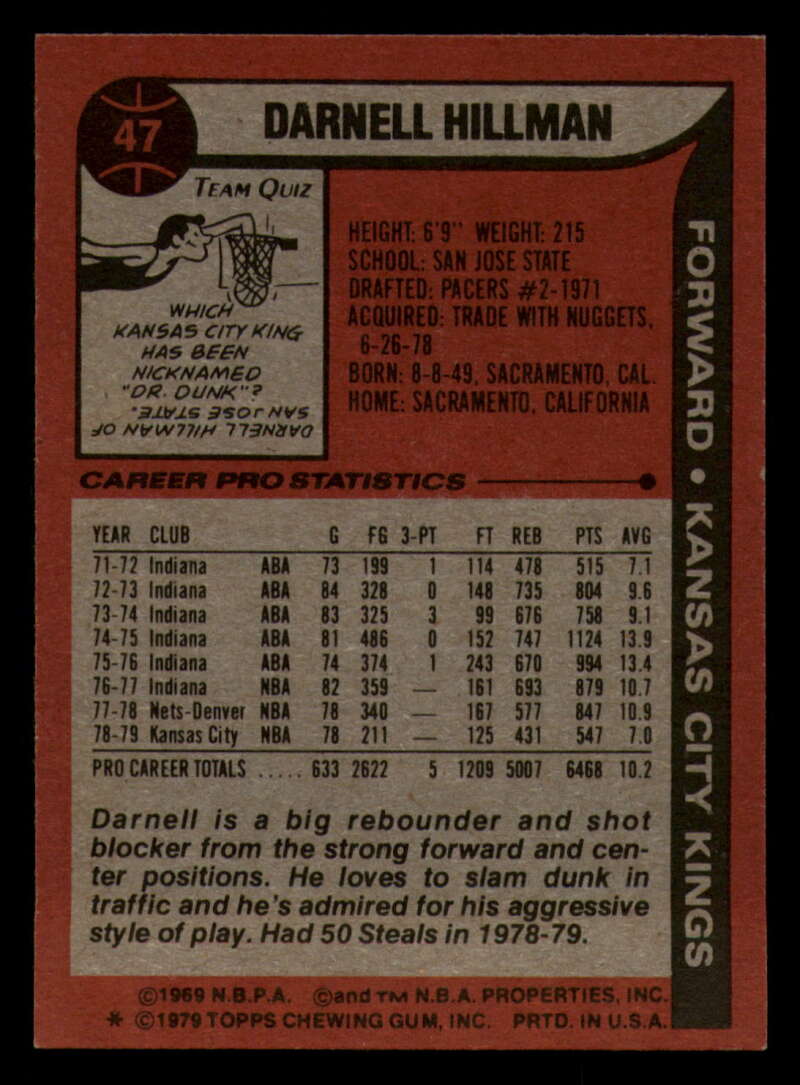 47
DARNELL HILLMAN
TEAM QUIZ
WHICH
KANSAS CITY KING
HAS BEEN
NICKNAMED
"DR. DUNK"?
DARNELL HILLMAN OF
SAN JOSE STATE.
HEIGHT: 6'9" WEIGHT: 215
SCHOOL: SAN JOSE STATE
DRAFTED: PACERS #2-1971
ACQUIRED: TRADE WITH NUGGETS,
6-26-78
BORN: 8-8-49, SACRAMENTO, CAL.
HOME: SACRAMENTO, CALIFORNIA
FORWARD • KANSAS CITY KINGS
CAREER PRO STATISTICS
YEAR CLUB G FG 3-PT FT REB PTS AVG
71-72 Indiana ABA 73 199 1 114 478 515 7.1
72-73 Indiana ABA 84 328 0 148 735 804 9.6
73-74 Indiana ABA 83 325 3 99 676 758 9.1
74-75 Indiana ABA 81 486 0 152 747 1124 13.9
75-76 Indiana ABA 74 374 1 243 670 994 13.4
76-77 Indiana NBA 82 359 — 161 693 879 10.7
77-78 Nets-Denver NBA 78 340 — 167 577 847 10.9
78-79 Kansas City NBA 78 211 — 125 431 547 7.0
PRO CAREER TOTALS ..... 633 2622 5 1209 5007 6468 10.2
Darnell is a big rebounder and shot
blocker from the strong forward and cen-
ter positions. He loves to slam dunk in
traffic and he's admired for his aggressive
style of play. Had 50 Steals in 1978-79.
©1969 N.B.P.A. ©and TM N.B.A. PROPERTIES, INC.
* ©1979 TOPPS CHEWING GUM, INC. PRTD. IN U.S.A.